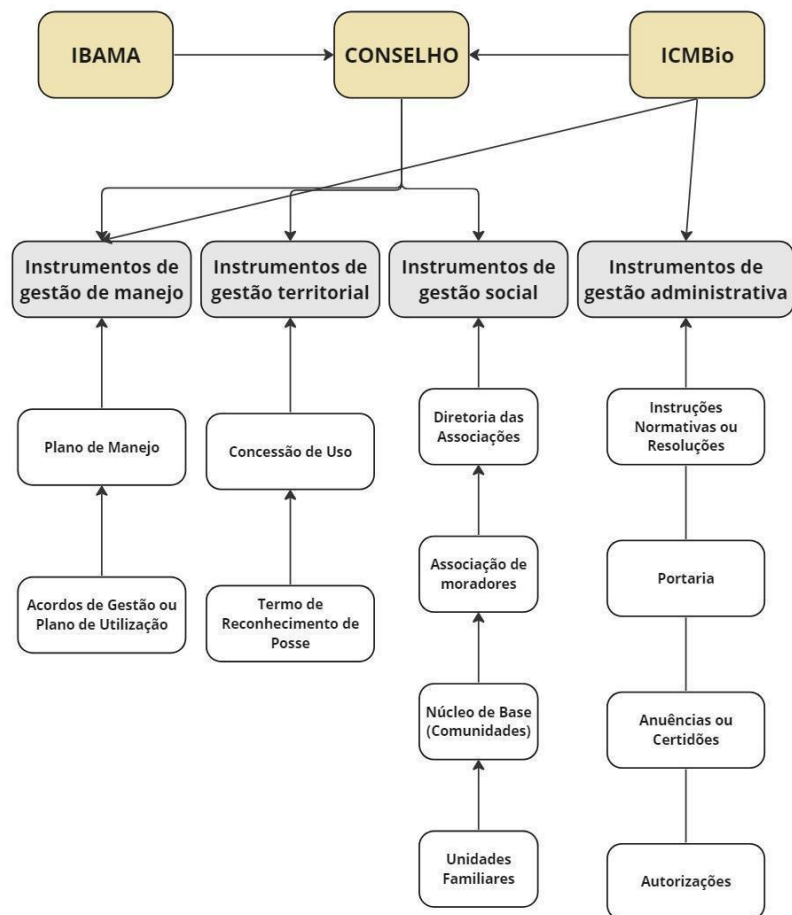 IBAMA
CONSELHO
ICMBio
Instrumentos de
gestão de manejo
Instrumentos de
gestão territorial
Instrumentos de
gestão social
Instrumentos de
gestão administrativa
Plano de Manejo
Acordos de Gestão ou
Plano de Utilização
Concessão de Uso
Termo de
Reconhecimento de
Posse
Diretoria das
Associações
Associação de
moradores
Núcleo de Base
(Comunidades)
Unidades
Familiares
Instruções
Normativas ou
Resoluções
Portaria
Anuências ou
Certidões
Autorizações